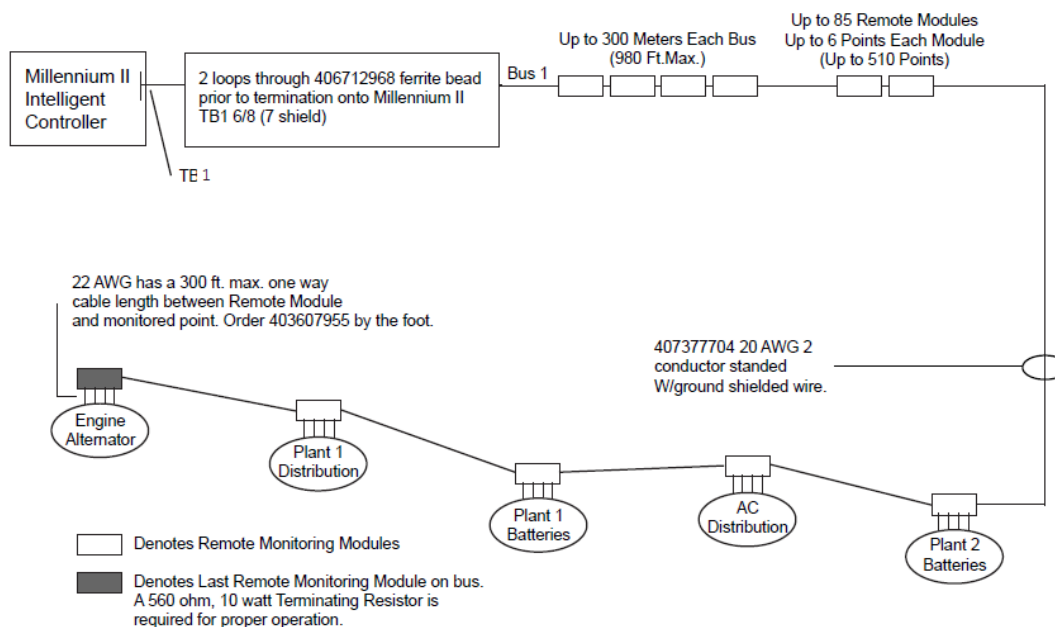 Up to 85 Remote Modules
Up to 300 Meters Each Bus
Up to 6 Points Each Module
(980 Ft.Max.)
(Up to 510 Points)
Millennium II
Intelligent
Controller
2 loops through 406712968 ferrite bead
prior to termination onto Millennium II
TB1 6/8 (7 shield)
Bus 1
TB 1
22 AWG has a 300 ft. max. one way
cable length between Remote Module
and monitored point. Order 403607955 by the foot.
407377704 20 AWG 2
conductor standed
W/ground shielded wire.
Engine
Alternator
Plant 1
Distribution
Plant 1
Batteries
AC
Distribution
Plant 2
Batteries
Denotes Remote Monitoring Modules
Denotes Last Remote Monitoring Module on bus.
A 560 ohm, 10 watt Terminating Resistor is
required for proper operation.